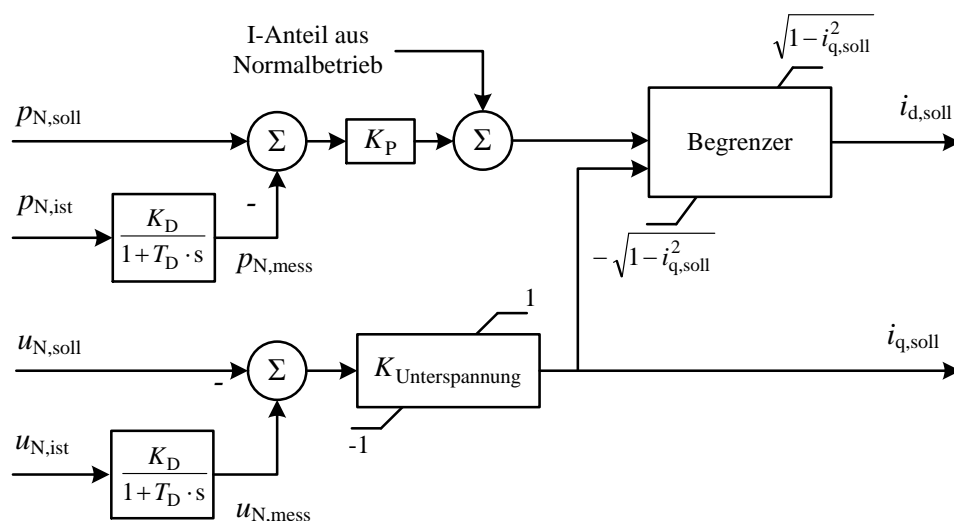 I-Anteil aus
Normalbetrieb
√(1 − i²q,soll)
pN,soll
Σ
KP
Σ
Begrenzer
id,soll
-
pN,ist
KD
1 + TD · s
pN,mess
− √(1 − i²q,soll)
1
uN,soll
-
Σ
KUnterspannung
iq,soll
-1
uN,ist
KD
1 + TD · s
uN,mess